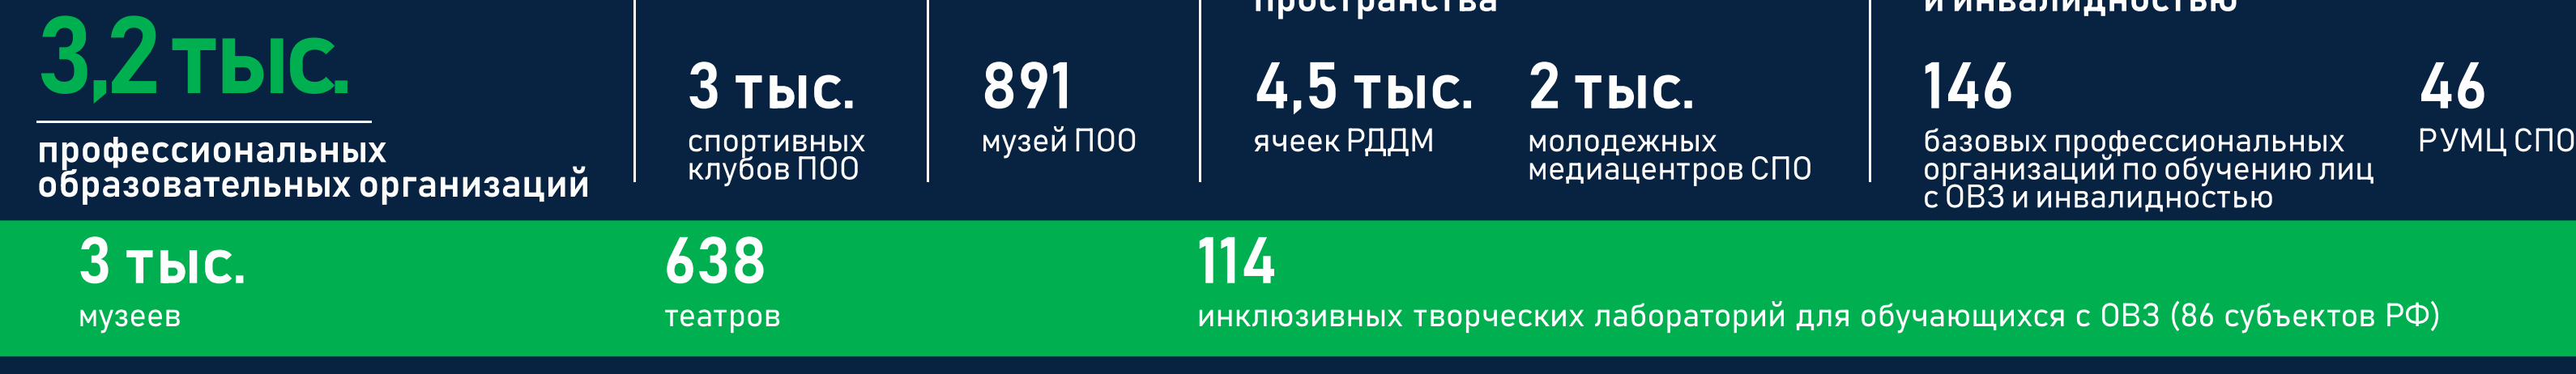 пространства
и инвалидностью
3,2 тыс.
профессиональных
образовательных организаций
3 тыс.
спортивных
клубов ПОО
891
музей ПОО
4,5 тыс.
ячеек РДДМ
2 тыс.
молодежных
медиацентров СПО
146
базовых профессиональных
организаций по обучению лиц
с ОВЗ и инвалидностью
46
РУМЦ СПО
3 тыс.
музеев
638
театров
114
инклюзивных творческих лабораторий для обучающихся с ОВЗ (86 субъектов РФ)